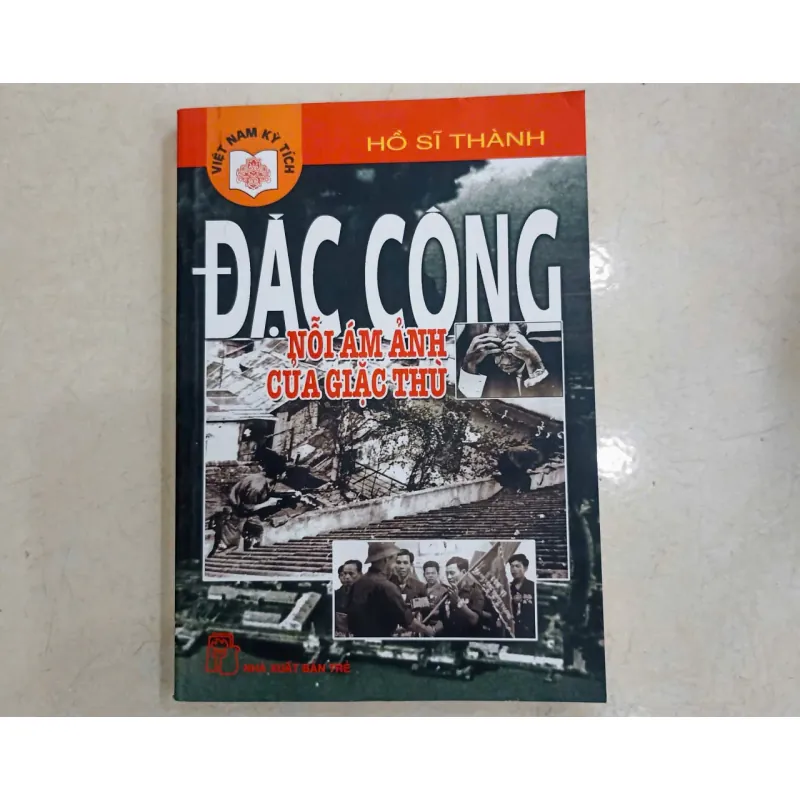 VIỆT NAM KỲ TÍCH
HỒ SĨ THÀNH
ĐẶC CÔNG
NỖI ÁM ẢNH
CỦA GIẶC THÙ
NHÀ XUẤT BẢN TRẺ